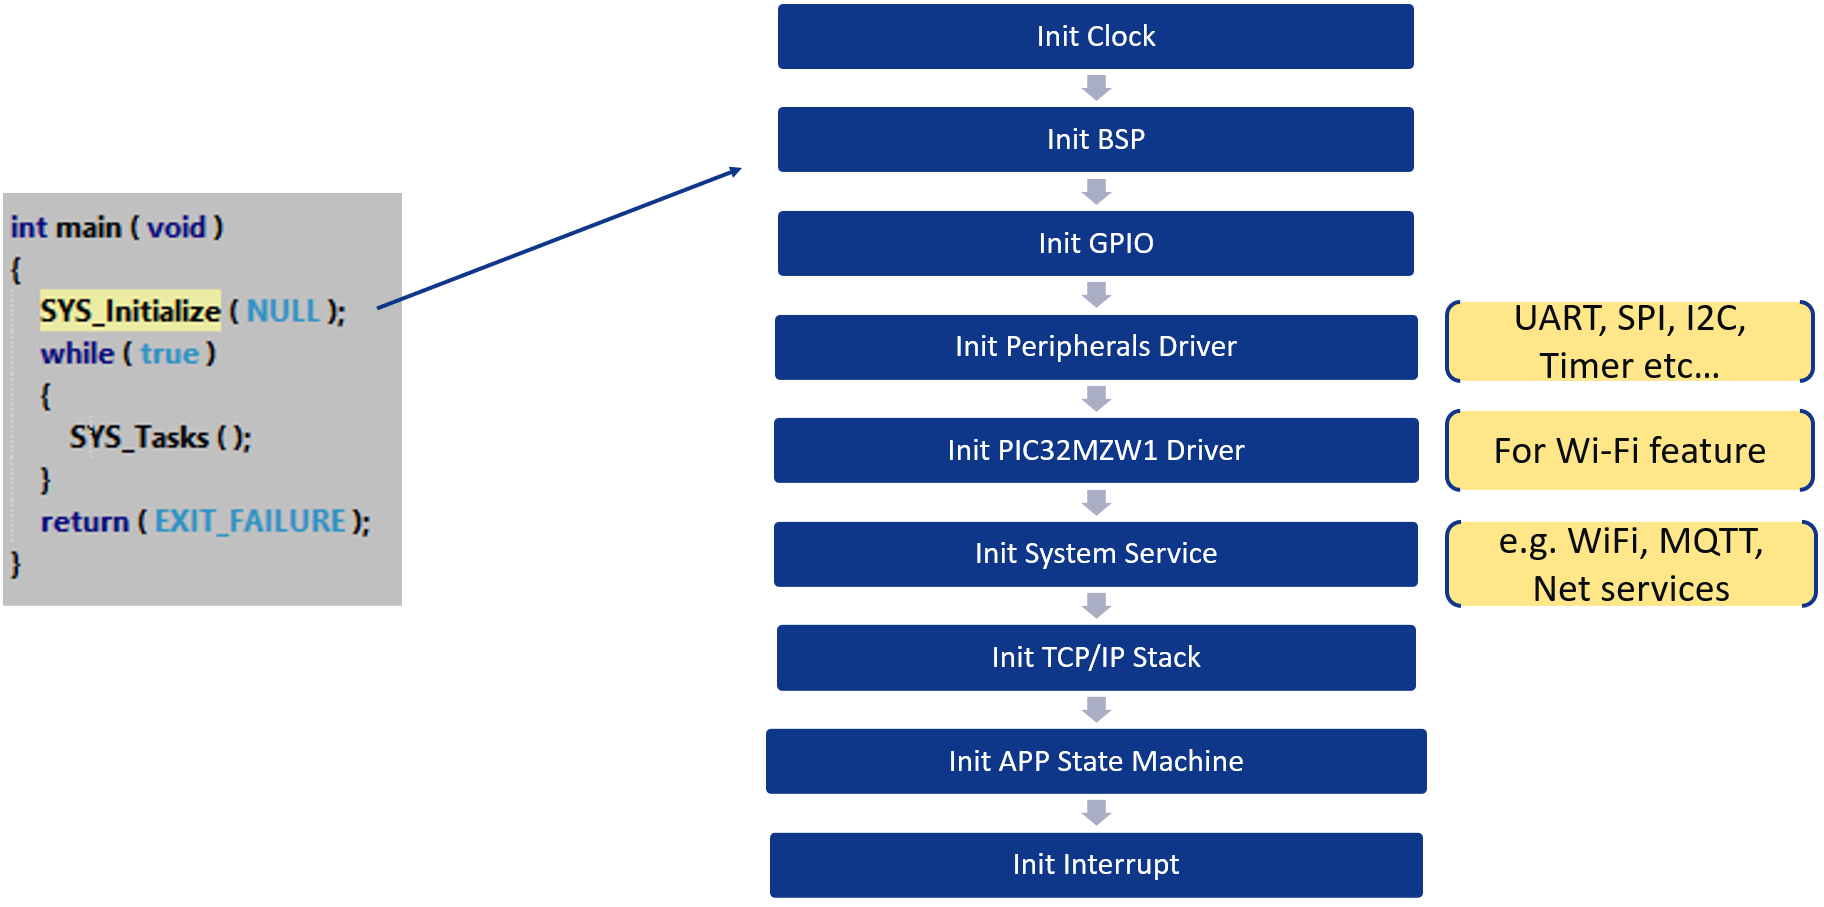 int main ( void )
{
SYS_Initialize ( NULL );
while ( true )
{
SYS_Tasks ( );
}
return ( EXIT_FAILURE );
}
Init Clock
Init BSP
Init GPIO
Init Peripherals Driver
UART, SPI, I2C,
Timer etc...
Init PIC32MZW1 Driver
For Wi-Fi feature
Init System Service
e.g. WiFi, MQTT,
Net services
Init TCP/IP Stack
Init APP State Machine
Init Interrupt